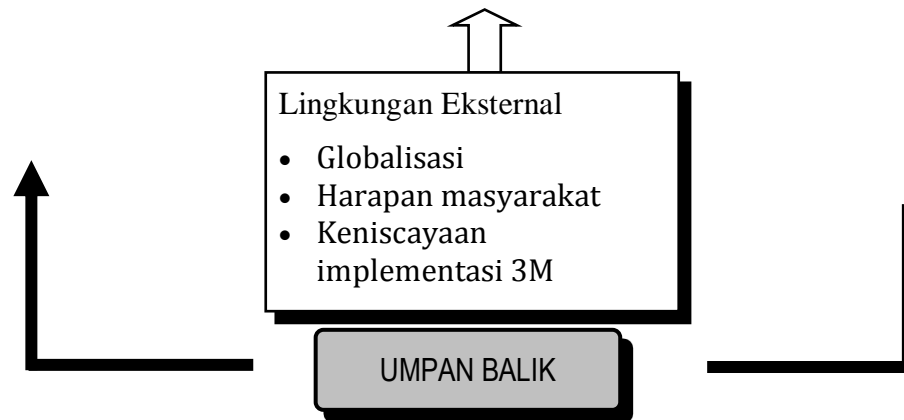 Lingkungan Eksternal
• Globalisasi
• Harapan masyarakat
• Keniscayaan
implementasi 3M
UMPAN BALIK